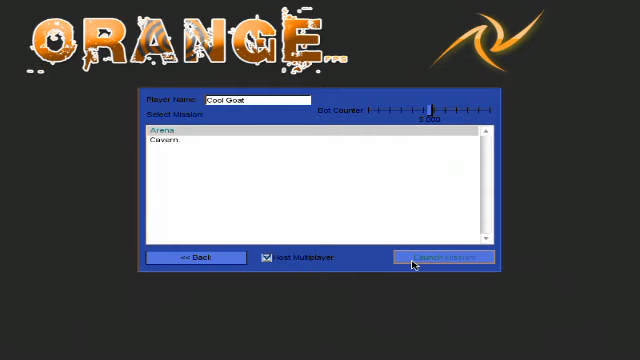 ORANGE FPS
Player Name: Cool Goat
Select Mission: Bot Counter
5.000
Arena
Cavern.
<< Back
Host Multiplayer
Launch Mission!